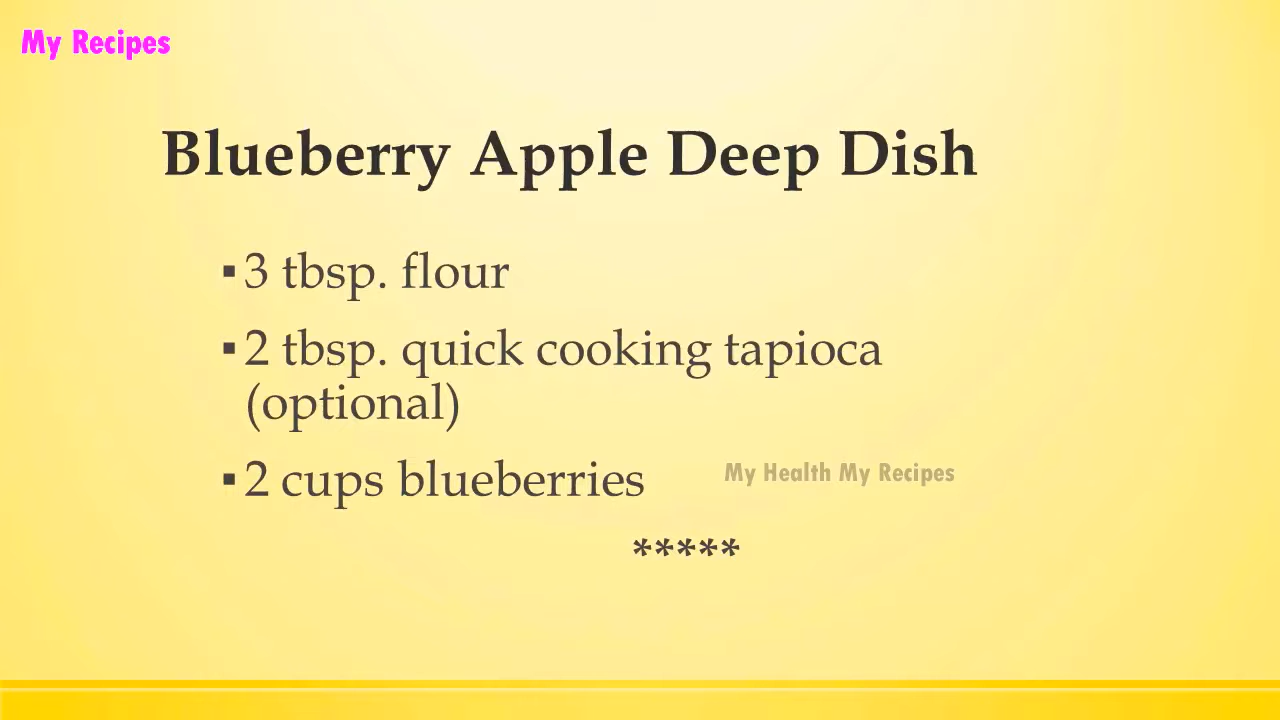 My Recipes
Blueberry Apple Deep Dish
▪3 tbsp. flour
▪2 tbsp. quick cooking tapioca
(optional)
▪2 cups blueberries
My Health My Recipes
*****